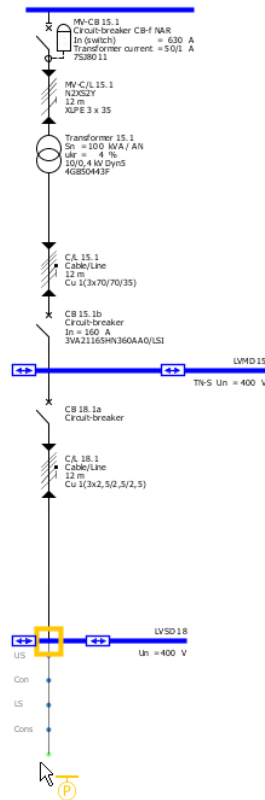 MV-CB 15.1
Circuit-breaker CB-f NAR
In (switch) = 630 A
Transformer current = 50/1 A
7SJ8011
MV-C/L 15.1
N2XS2Y
12 m
XLPE 3 x 35
Transformer 15.1
Sn =100 kVA / AN
ukr = 4 %
10/0,4 kV Dyn5
4GB50443F
C/L 15.1
Cable/Line
12 m
Cu 1(3x70/70/35)
CB 15.1b
Circuit-breaker
In = 160 A
3VA21165HN360AA0/LSI
LVMD 15
TN-S Un = 400 V
CB 18.1a
Circuit-breaker
C/L 18.1
Cable/Line
12 m
Cu 1(3x2,5/2,5/2,5)
LVSD 18
US
Un = 400 V
Con
LS
Cons
P